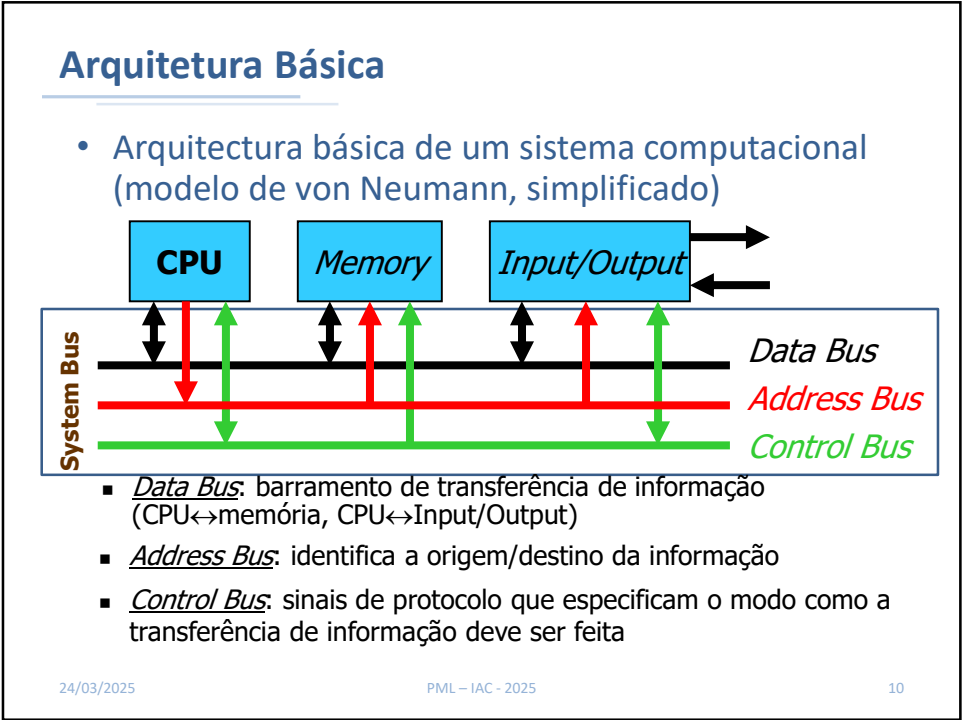 Arquitetura Básica
• Arquitectura básica de um sistema computacional
(modelo de von Neumann, simplificado)
CPU
Memory
Input/Output
System Bus
Data Bus
Address Bus
Control Bus
▪ Data Bus: barramento de transferência de informação
(CPU↔memória, CPU↔Input/Output)
▪ Address Bus: identifica a origem/destino da informação
▪ Control Bus: sinais de protocolo que especificam o modo como a
transferência de informação deve ser feita
24/03/2025
PML – IAC - 2025
10